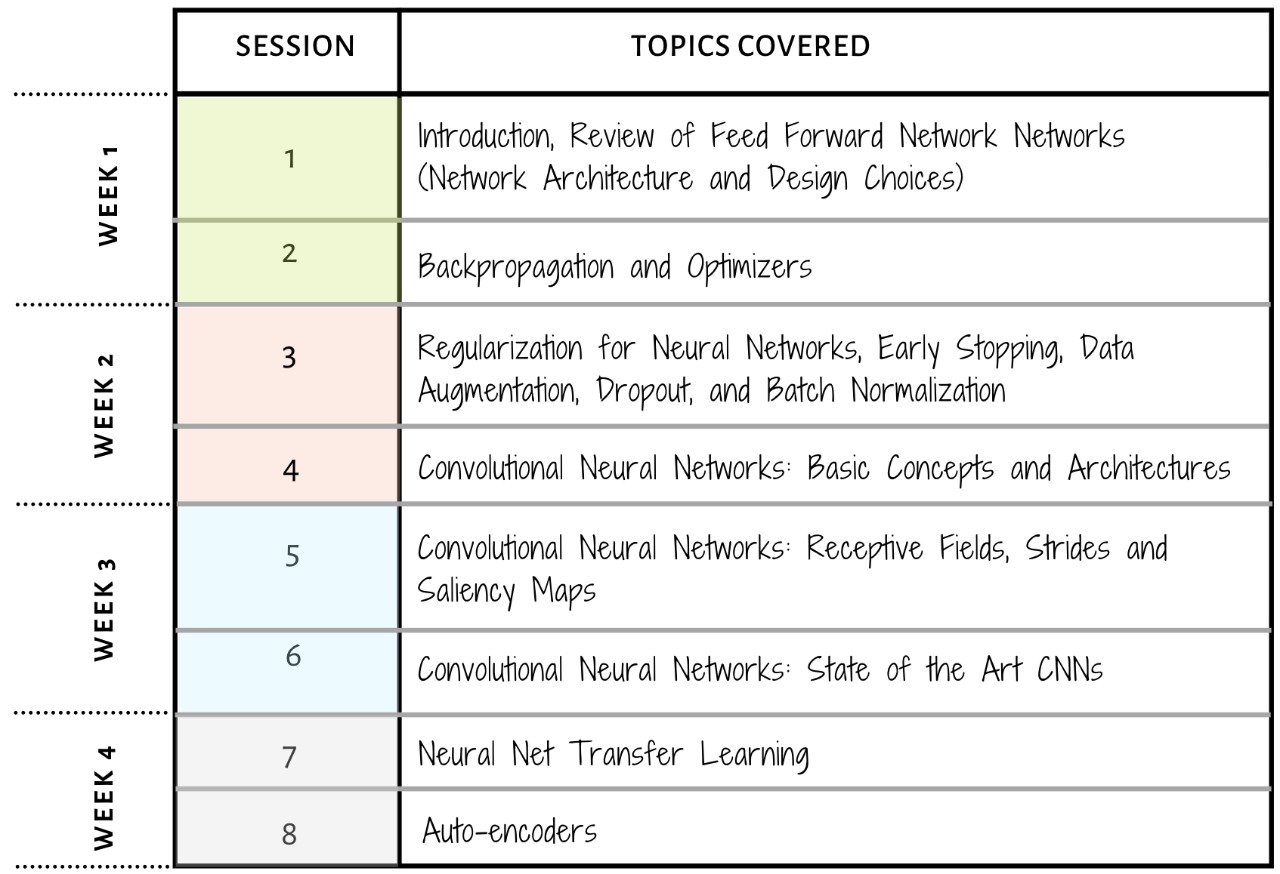 SESSION
TOPICS COVERED
WEEK 1
1
Introduction, Review of Feed Forward Network Networks
(Network Architecture and Design Choices)
2
Backpropagation and Optimizers
WEEK 2
3
Regularization for Neural Networks, Early Stopping, Data
Augmentation, Dropout, and Batch Normalization
4
Convolutional Neural Networks: Basic Concepts and Architectures
WEEK 3
5
Convolutional Neural Networks: Receptive Fields, Strides and
Saliency Maps
6
Convolutional Neural Networks: State of the Art CNNs
WEEK 4
7
Neural Net Transfer Learning
8
Auto-encoders